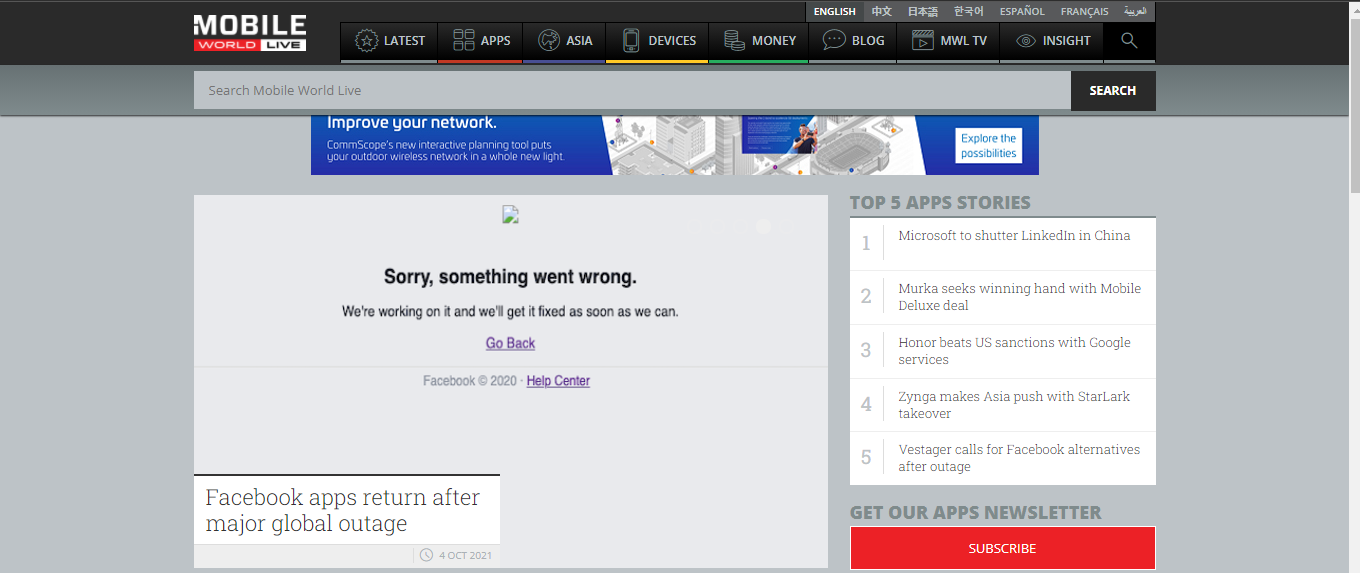 MOBILE
WORLD LIVE
ENGLISH 中文 日本語 한국어 ESPAÑOL FRANÇAIS العربية
LATEST APPS ASIA DEVICES MONEY BLOG MWL TV INSIGHT
Search Mobile World Live SEARCH
Improve your network.
CommScope's new interactive planning tool puts
your outdoor wireless network in a whole new light.
Explore the
possibilities
Sorry, something went wrong.
We're working on it and we'll get it fixed as soon as we can.
Go Back
Facebook © 2020 · Help Center
Facebook apps return after
major global outage
4 OCT 2021
TOP 5 APPS STORIES
1 Microsoft to shutter LinkedIn in China
2 Murka seeks winning hand with Mobile
Deluxe deal
3 Honor beats US sanctions with Google
services
4 Zynga makes Asia push with StarLark
takeover
5 Vestager calls for Facebook alternatives
after outage
GET OUR APPS NEWSLETTER
SUBSCRIBE